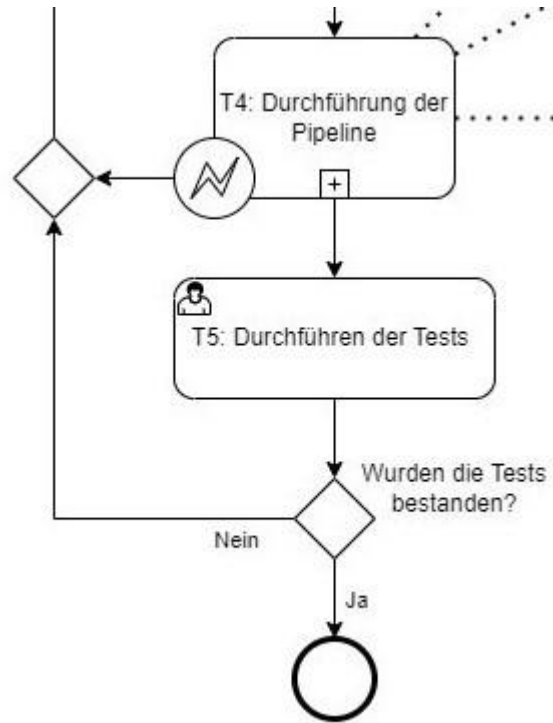 T4: Durchführung der
Pipeline
T5: Durchführen der Tests
Wurden die Tests
bestanden?
Nein
Ja